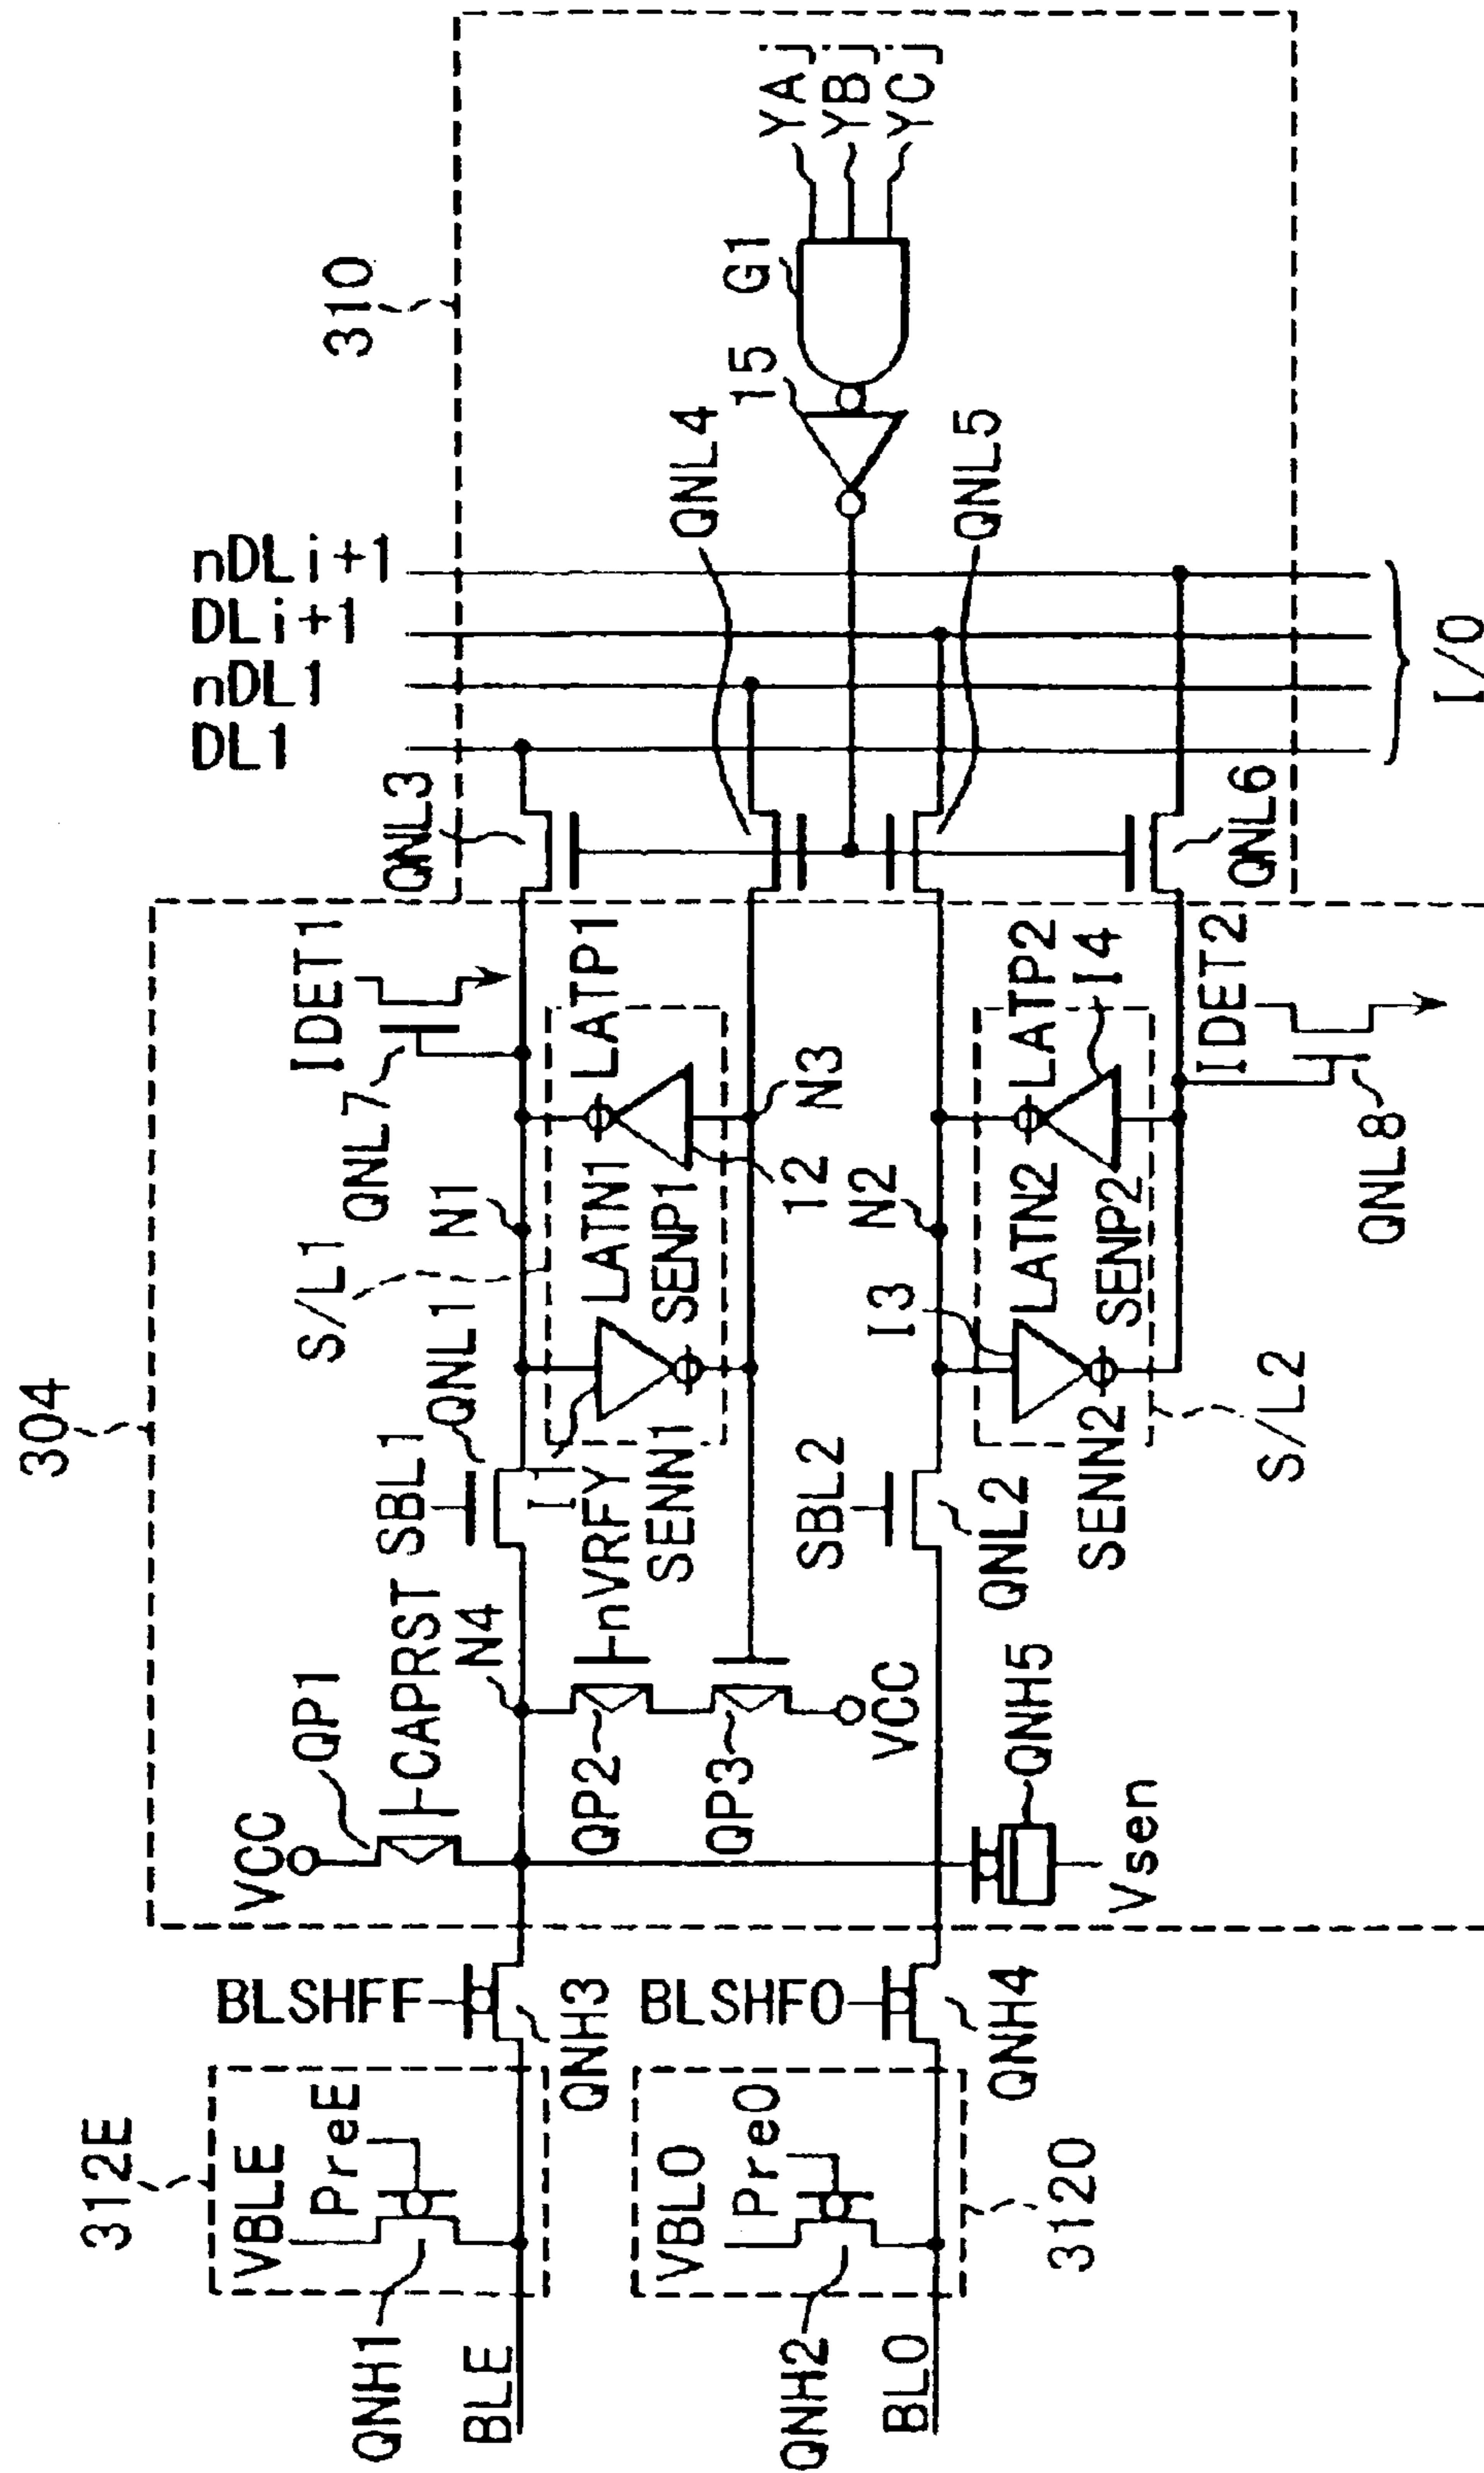 304
310
312E
3120
VBLE
PreE
QNH1
BLE
VBLO
PreO
QNH2
BLO
BLSHFF
QNH3
BLSHFO
QNH4
VCC
QP1
CAPRST
N4
QP2
nVRFY
QP3
VCC
QNH5
Vsen
SBL1
QNL1
I1
SENN1
S/L1
N1
LATN1
SENP1
LATP1
12
N3
QNL7
IDET1
SBL2
QNL2
I3
N2
LATN2
SENP2
SENN2
S/L2
LATP2
I4
IDET2
QNL8
QNL3
QNL4
QNL5
QNL6
DL1
nDL1
DLi+1
nDLi+1
I/O
15
G1
YAj
YBj
YCj